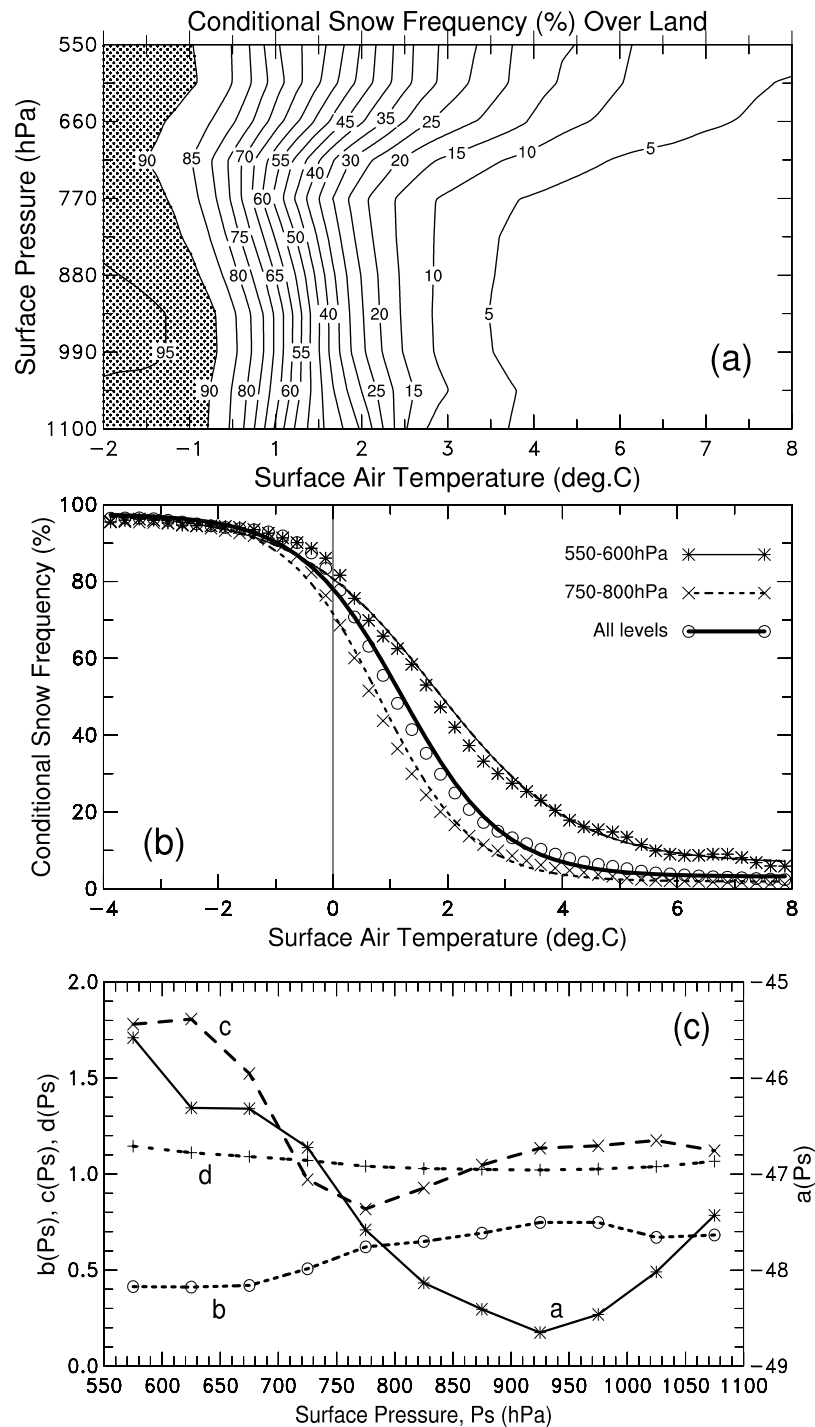 Conditional Snow Frequency (%) Over Land
550
660
770
880
990
1100
Surface Pressure (hPa)
45 35 25
90 85 70 55 30 20 15 10 5
40
60
75 50
80 65 10
40 20 5
95 55
90 80 60 25 15
(a)
−2 −1 1 2 3 4 5 6 7 8
Surface Air Temperature (deg.C)
100
80
60
40
20
0
Conditional Snow Frequency (%)
550-600hPa
750-800hPa
All levels
(b)
−4 −2 0 2 4 6 8
Surface Air Temperature (deg.C)
2.0
1.5
1.0
0.5
0.0
b(Ps), c(Ps), d(Ps)
c
(c)
d
b
a
−45
−46
−47
−48
−49
a(Ps)
550 600 650 700 750 800 850 900 950 1000 1050 1100
Surface Pressure, Ps (hPa)